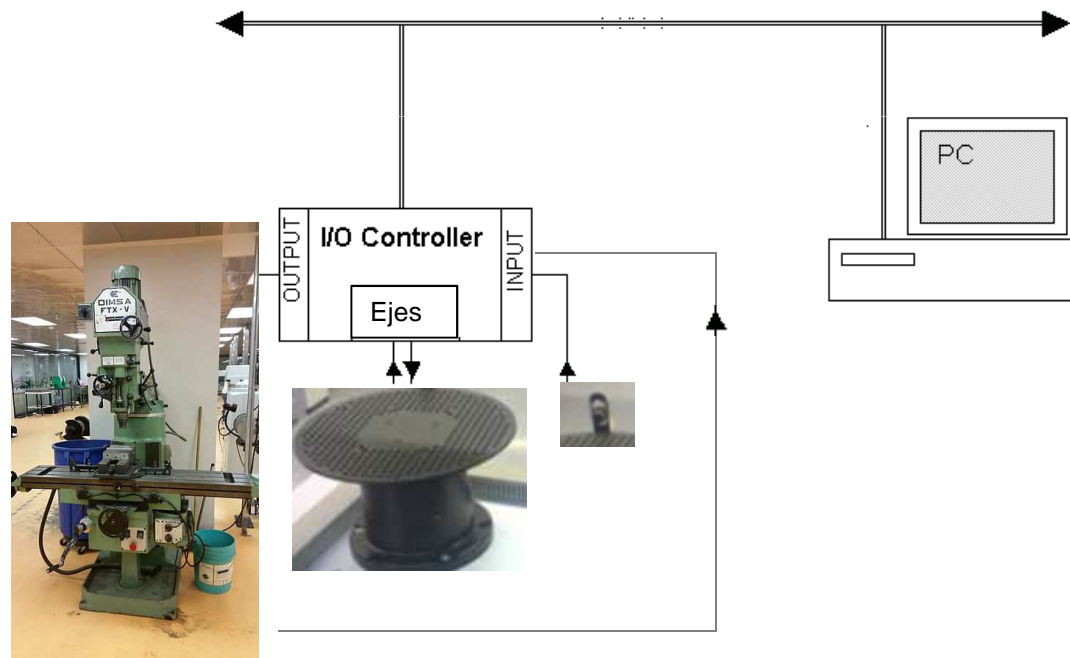 PC
OUTPUT
I/O Controller
INPUT
Ejes
DIMSA
FTX-V